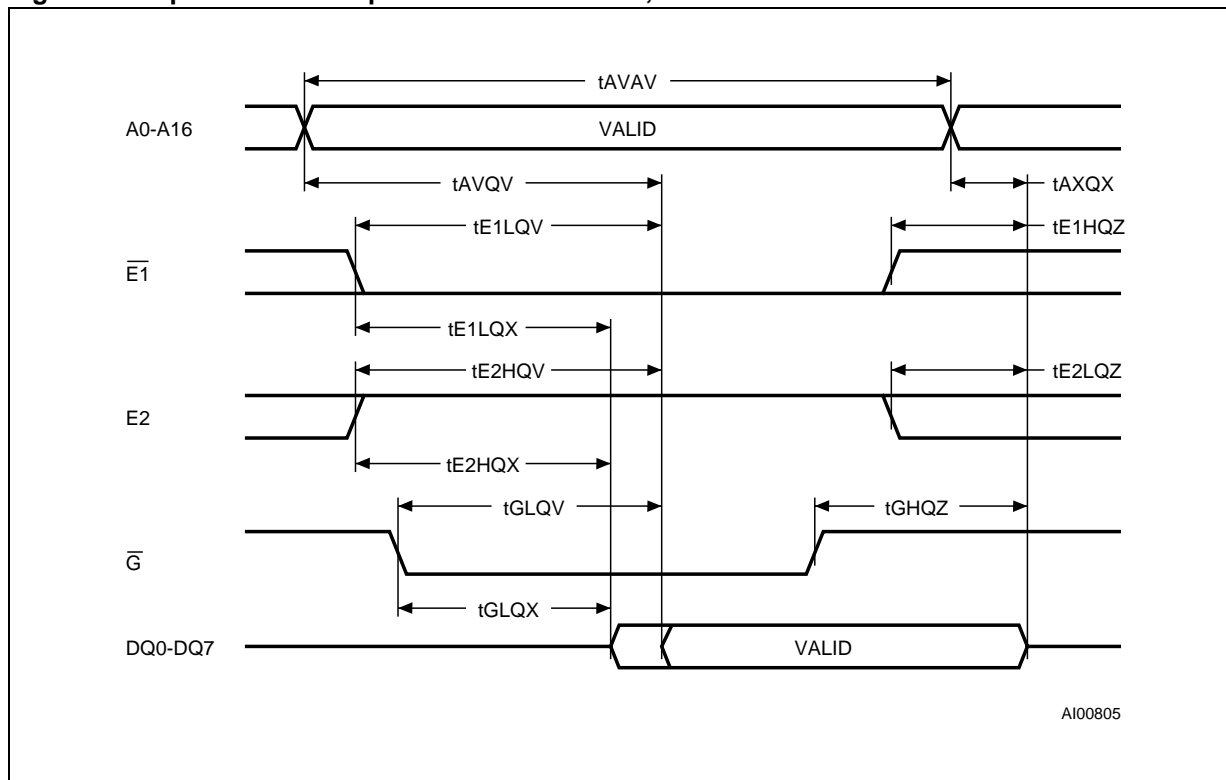 tAVAV
A0-A16
VALID
tAVQV
tAXQX
tE1LQV
tE1HQZ
E1
tE1LQX
tE2HQV
tE2LQZ
E2
tE2HQX
tGLQV
tGHQZ
G
tGLQX
DQ0-DQ7
VALID
AI00805